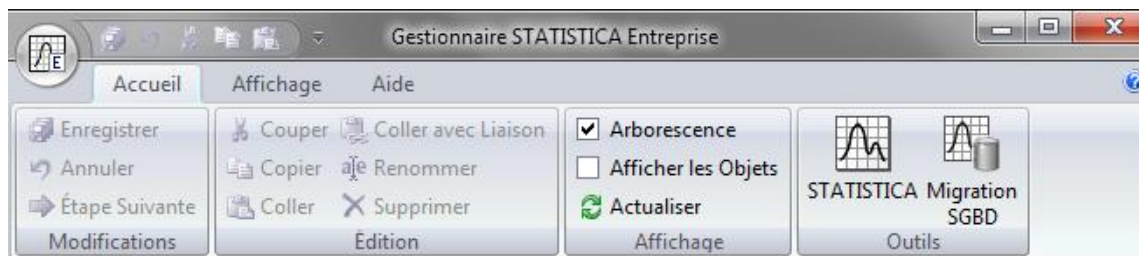 Gestionnaire STATISTICA Entreprise
E
Accueil Affichage Aide
Enregistrer Couper Coller avec Liaison Arborescence
Annuler Copier Renommer Afficher les Objets
Étape Suivante Coller Supprimer Actualiser
STATISTICA Migration SGBD
Modifications Édition Affichage Outils